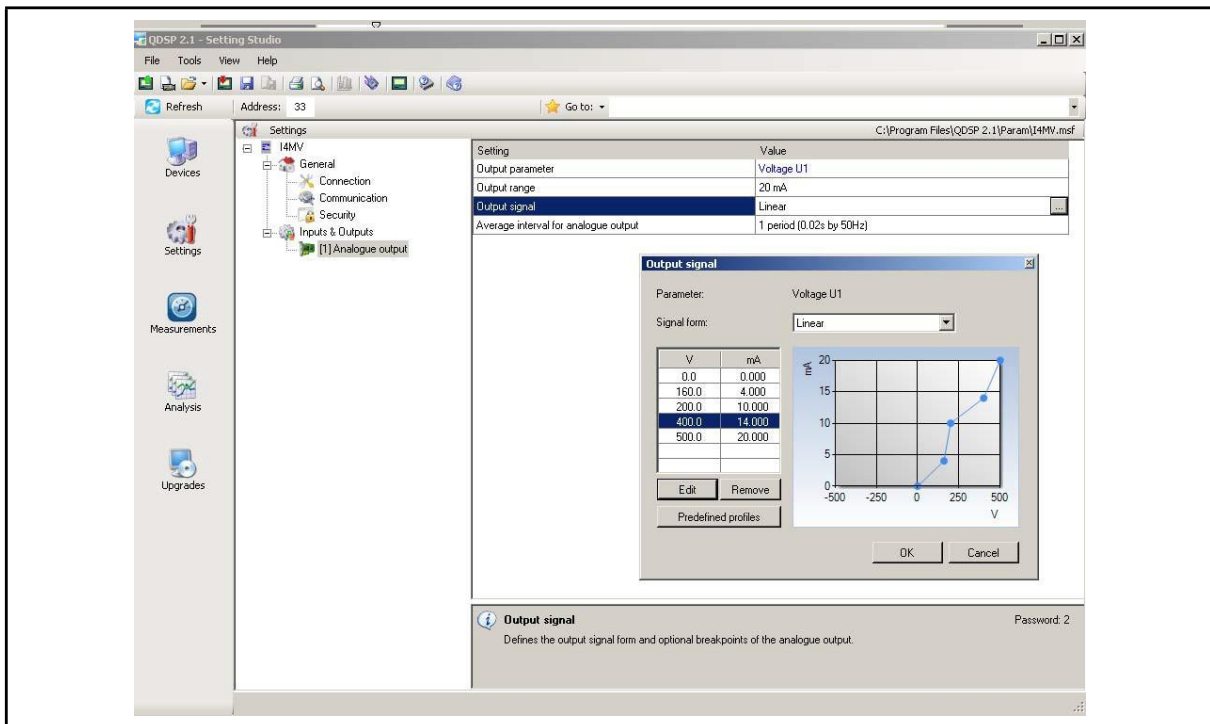 QDSP 2.1 - Setting Studio
File Tools View Help
Refresh Address: 33 Go to:
Settings C:\Program Files\QDSP 2.1\Param\I4MV.msf
Devices
Settings
Measurements
Analysis
Upgrades
I4MV
General
Connection
Communication
Security
Inputs & Outputs
[1] Analogue output
Setting Value
Output parameter Voltage U1
Output range 20 mA
Output signal Linear ...
Average interval for analogue output 1 period (0.02s by 50Hz)
Output signal
Parameter: Voltage U1
Signal form: Linear
V mA
0.0 0.000
160.0 4.000
200.0 10.000
400.0 14.000
500.0 20.000
Edit Remove
Predefined profiles
mA
20
15
10
5
0
-500 -250 0 250 500
V
OK Cancel
Output signal Password: 2
Defines the output signal form and optional breakpoints of the analogue output.